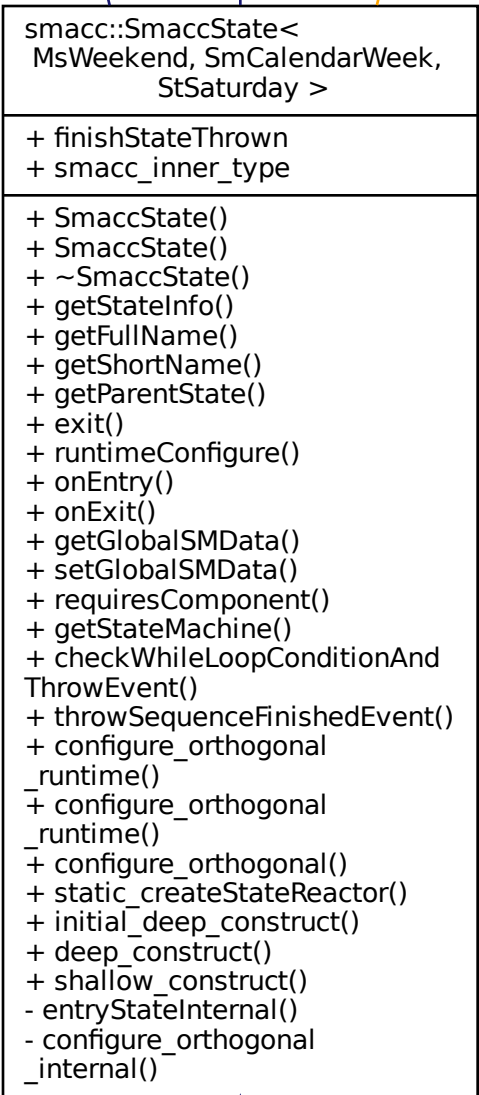 smacc::SmaccState<
MsWeekend, SmCalendarWeek,
StSaturday >
+ finishStateThrown
+ smacc_inner_type
+ SmaccState()
+ SmaccState()
+ ~SmaccState()
+ getStateInfo()
+ getFullName()
+ getShortName()
+ getParentState()
+ exit()
+ runtimeConfigure()
+ onEntry()
+ onExit()
+ getGlobalSMData()
+ setGlobalSMData()
+ requiresComponent()
+ getStateMachine()
+ checkWhileLoopConditionAnd
ThrowEvent()
+ throwSequenceFinishedEvent()
+ configure_orthogonal
_runtime()
+ configure_orthogonal
_runtime()
+ configure_orthogonal()
+ static_createStateReactor()
+ initial_deep_construct()
+ deep_construct()
+ shallow_construct()
- entryStateInternal()
- configure_orthogonal
_internal()